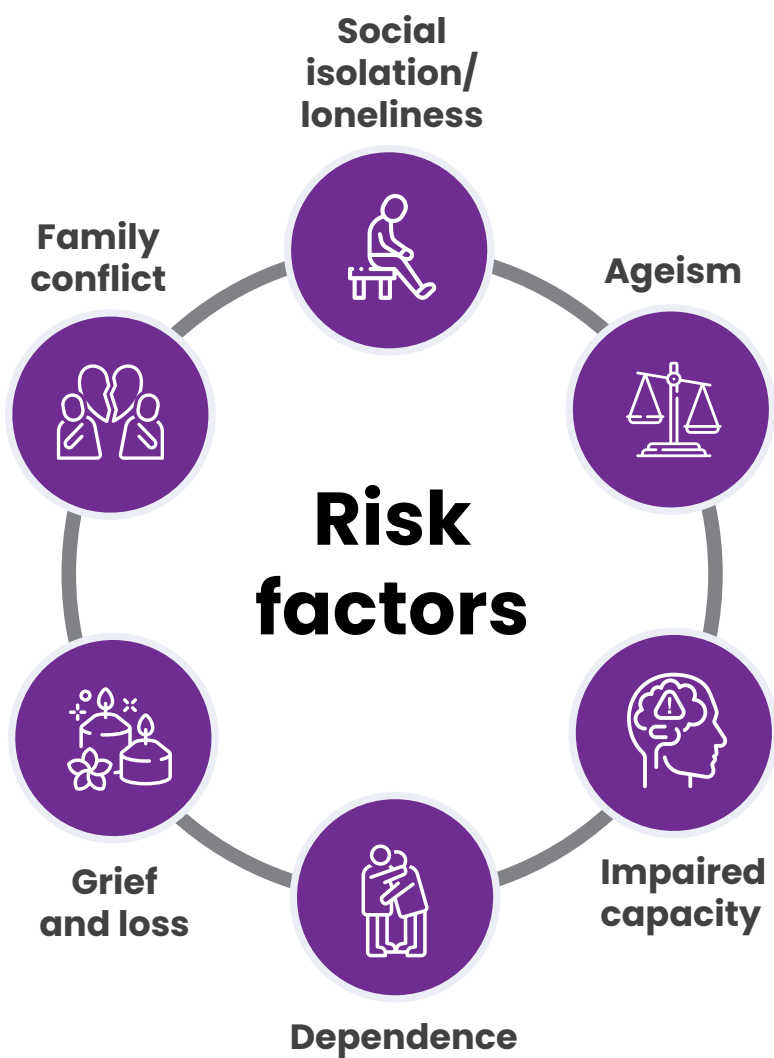 Social
isolation/
loneliness
Family
conflict
Ageism
Risk
factors
Grief
and loss
Impaired
capacity
Dependence